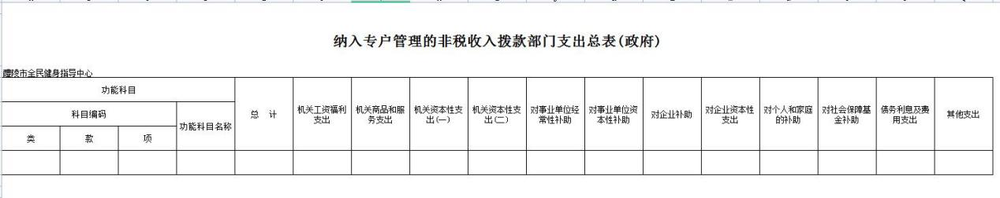 纳入专户管理的非税收入拨款部门支出总表(政府)
醴陵市全民健身指导中心
功能科目
科目编码
类
款
项
功能科目名称
总 计
机关工资福利
支出
机关商品和服
务支出
机关资本性支
出(一)
机关资本性支
出(二)
对事业单位经
常性补助
对事业单位资
本性补助
对企业补助
对企业资本性
支出
对个人和家庭
的补助
对社会保障基
金补助
债务利息及费
用支出
其他支出